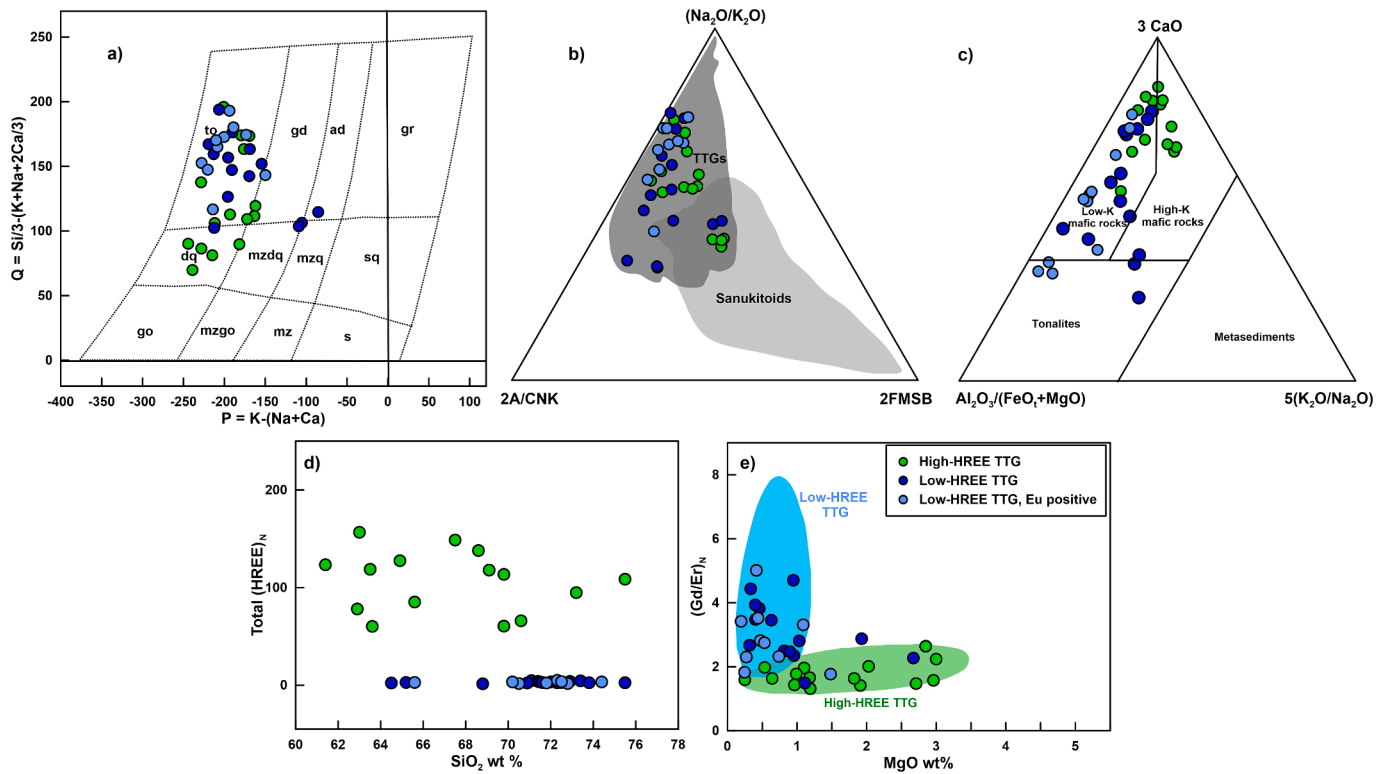 a)
Q = Si/3-(K+Na+2Ca/3)
250
200
150
100
50
0
to
gd
ad
gr
dq
mzdq
mzq
sq
go
mzgo
mz
s
-400 -350 -300 -250 -200 -150 -100 -50 0 50 100
P = K-(Na+Ca)
b)
(Na₂O/K₂O)
TTGs
Sanukitoids
2A/CNK
2FMSB
c)
3 CaO
Low-K
mafic rocks
High-K
mafic rocks
Tonalites
Metasediments
Al₂O₃/(FeOₜ+MgO)
5(K₂O/Na₂O)
d)
Total (HREE)N
200
100
0
60 62 64 66 68 70 72 74 76 78
SiO₂ wt %
e)
(Gd/Er)N
8
6
4
2
0
Low-HREE
TTG
High-HREE TTG
High-HREE TTG
Low-HREE TTG
Low-HREE TTG, Eu positive
0 1 2 3 4 5
MgO wt%